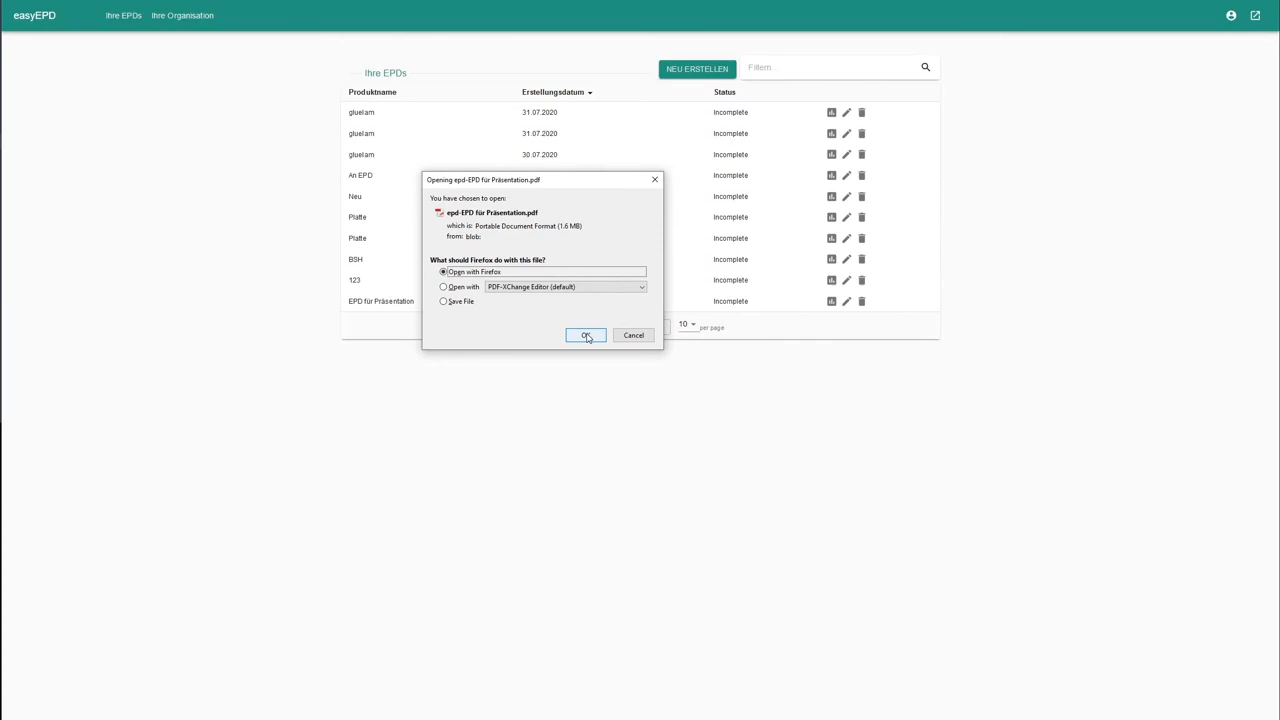 easyEPD Ihre EPDs Ihre Organisation
Ihre EPDs NEU ERSTELLEN Filtern...
Produktname Erstellungsdatum Status
gluelam 31.07.2020 Incomplete
gluelam 31.07.2020 Incomplete
gluelam 30.07.2020 Incomplete
An EPD Incomplete
Neu Incomplete
Platte Incomplete
Platte Incomplete
BSH Incomplete
123 Incomplete
EPD für Präsentation Incomplete
10 per page
Opening epd-EPD für Präsentation.pdf
You have chosen to open:
epd-EPD für Präsentation.pdf
which is: Portable Document Format (1.6 MB)
from: blob:
What should Firefox do with this file?
Open with Firefox
Open with PDF-XChange Editor (default)
Save File
OK Cancel